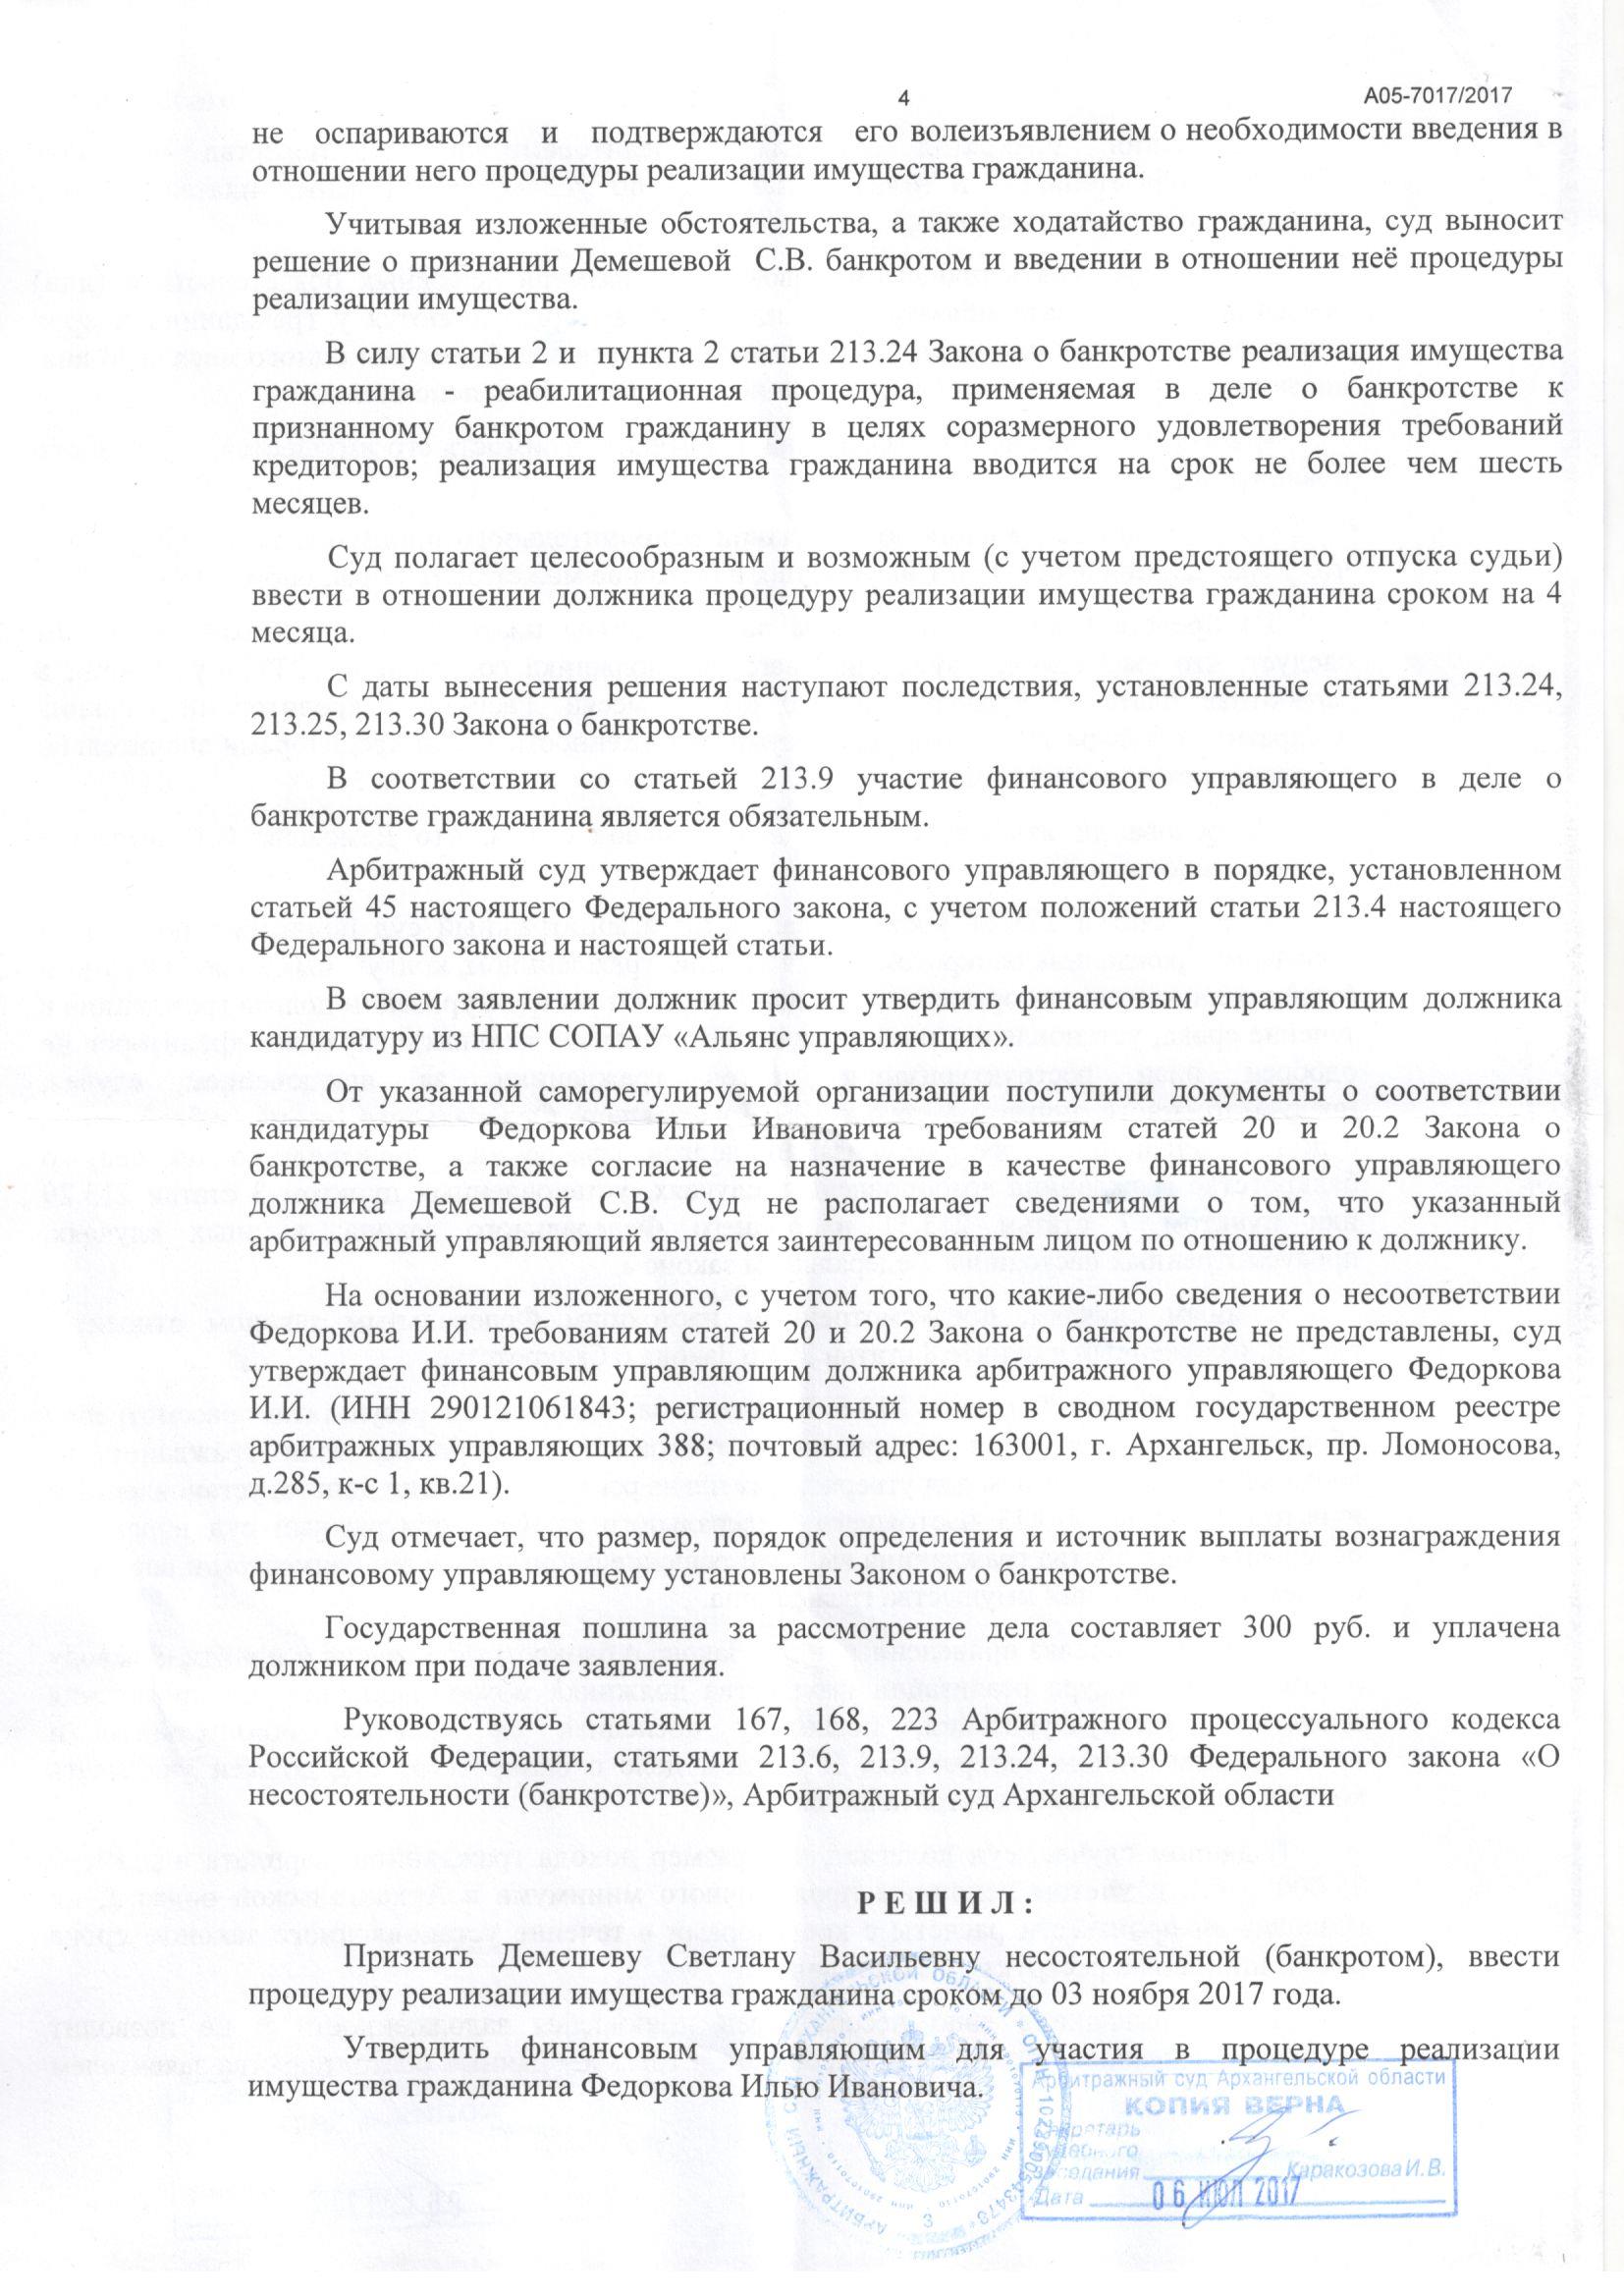 4
А05-7017/2017
не оспариваются и подтверждаются его волеизъявлением о необходимости введения в
отношении него процедуры реализации имущества гражданина.
Учитывая изложенные обстоятельства, а также ходатайство гражданина, суд выносит
решение о признании Демешевой С.В. банкротом и введении в отношении неё процедуры
реализации имущества.
В силу статьи 2 и пункта 2 статьи 213.24 Закона о банкротстве реализация имущества
гражданина - реабилитационная процедура, применяемая в деле о банкротстве к
признанному банкротом гражданину в целях соразмерного удовлетворения требований
кредиторов; реализация имущества гражданина вводится на срок не более чем шесть
месяцев.
Суд полагает целесообразным и возможным (с учетом предстоящего отпуска судьи)
ввести в отношении должника процедуру реализации имущества гражданина сроком на 4
месяца.
С даты вынесения решения наступают последствия, установленные статьями 213.24,
213.25, 213.30 Закона о банкротстве.
В соответствии со статьей 213.9 участие финансового управляющего в деле о
банкротстве гражданина является обязательным.
Арбитражный суд утверждает финансового управляющего в порядке, установленном
статьей 45 настоящего Федерального закона, с учетом положений статьи 213.4 настоящего
Федерального закона и настоящей статьи.
В своем заявлении должник просит утвердить финансовым управляющим должника
кандидатуру из НПС СОПАУ «Альянс управляющих».
От указанной саморегулируемой организации поступили документы о соответствии
кандидатуры Федоркова Ильи Ивановича требованиям статей 20 и 20.2 Закона о
банкротстве, а также согласие на назначение в качестве финансового управляющего
должника Демешевой С.В. Суд не располагает сведениями о том, что указанный
арбитражный управляющий является заинтересованным лицом по отношению к должнику.
На основании изложенного, с учетом того, что какие-либо сведения о несоответствии
Федоркова И.И. требованиям статей 20 и 20.2 Закона о банкротстве не представлены, суд
утверждает финансовым управляющим должника арбитражного управляющего Федоркова
И.И. (ИНН 290121061843; регистрационный номер в сводном государственном реестре
арбитражных управляющих 388; почтовый адрес: 163001, г. Архангельск, пр. Ломоносова,
д.285, к-с 1, кв.21).
Суд отмечает, что размер, порядок определения и источник выплаты вознаграждения
финансовому управляющему установлены Законом о банкротстве.
Государственная пошлина за рассмотрение дела составляет 300 руб. и уплачена
должником при подаче заявления.
Руководствуясь статьями 167, 168, 223 Арбитражного процессуального кодекса
Российской Федерации, статьями 213.6, 213.9, 213.24, 213.30 Федерального закона «О
несостоятельности (банкротстве)», Арбитражный суд Архангельской области
Р Е Ш И Л :
Признать Демешеву Светлану Васильевну несостоятельной (банкротом), ввести
процедуру реализации имущества гражданина сроком до 03 ноября 2017 года.
Утвердить финансовым управляющим для участия в процедуре реализации
имущества гражданина Федоркова Илью Ивановича.
АРБИТРАЖНЫЙ СУД АРХАНГЕЛЬСКОЙ ОБЛАСТИ
3
Арбитражный суд Архангельской области
КОПИЯ ВЕРНА
Каракозова И.В.
Дата 06 ИЮЛ 2017